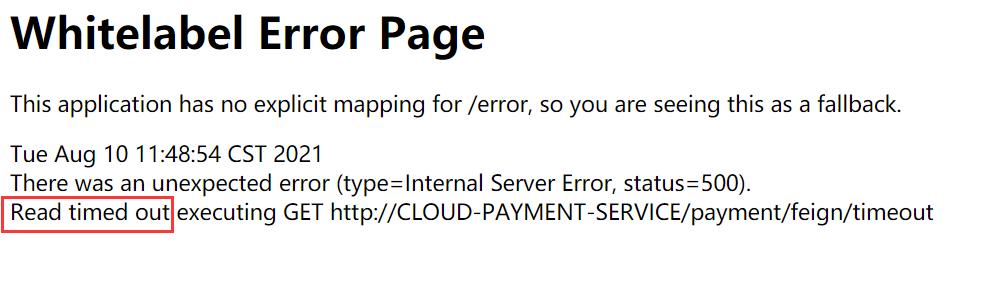 Whitelabel Error Page
This application has no explicit mapping for /error, so you are seeing this as a fallback.
Tue Aug 10 11:48:54 CST 2021
There was an unexpected error (type=Internal Server Error, status=500).
Read timed out executing GET http://CLOUD-PAYMENT-SERVICE/payment/feign/timeout